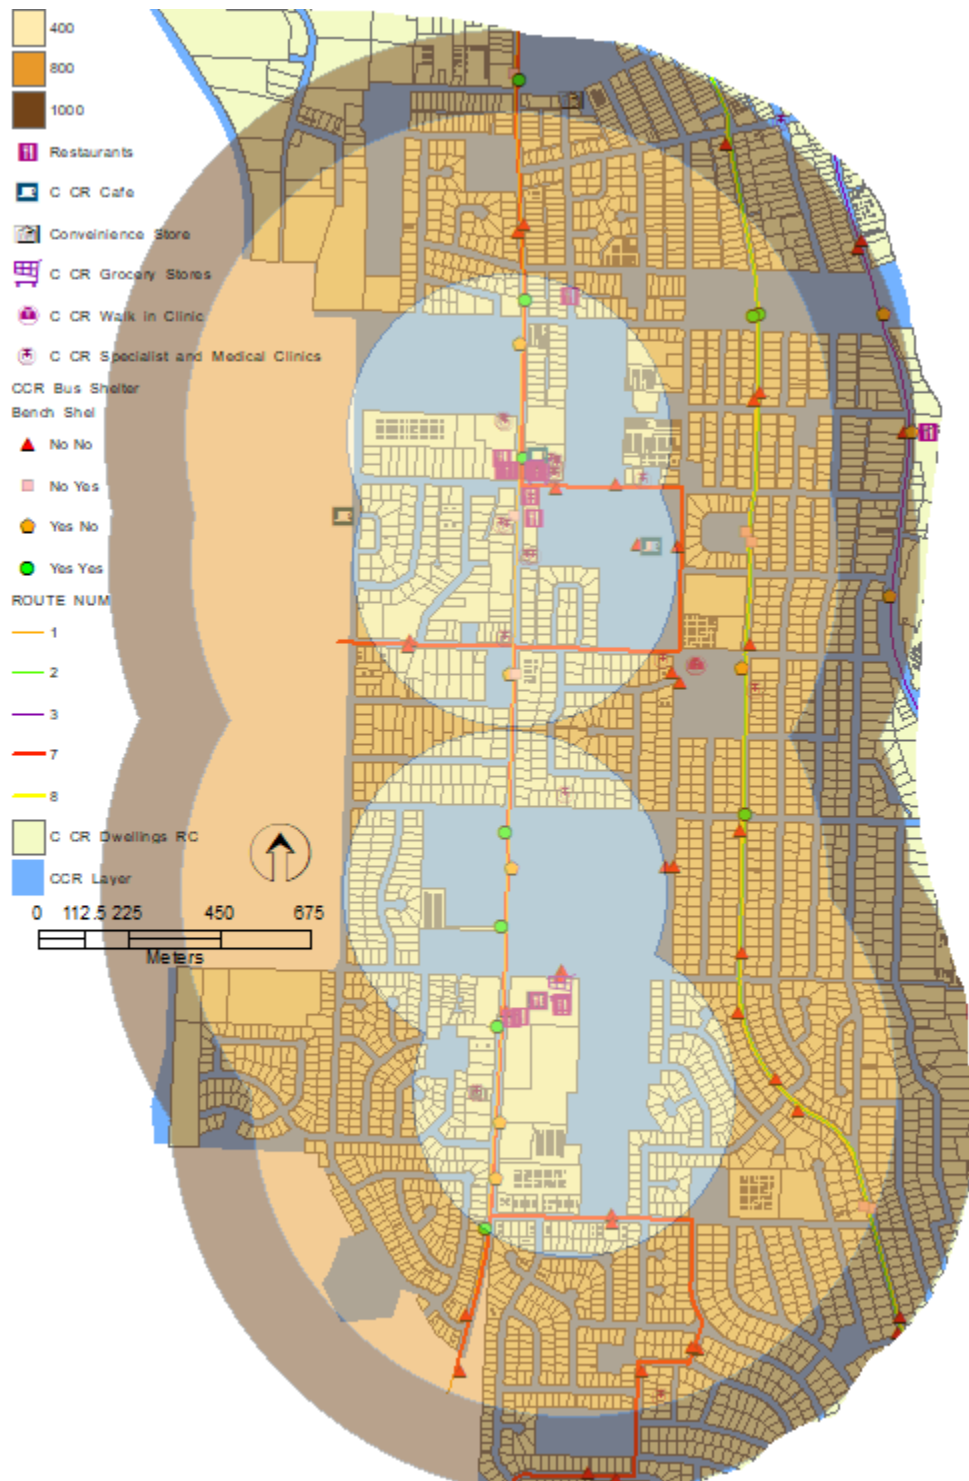 400
800
1000
Restaurants
C CR Cafe
Conveinience Store
C CR Grocery Stores
C CR Walk in Clinic
C CR Specialist and Medical Clinics
CCR Bus Shelter
Bench Shel
No No
No Yes
Yes No
Yes Yes
ROUTE NUM
1
2
3
7
8
C CR Dwellings RC
CCR Layer
0 112.5 225 450 675
Meters